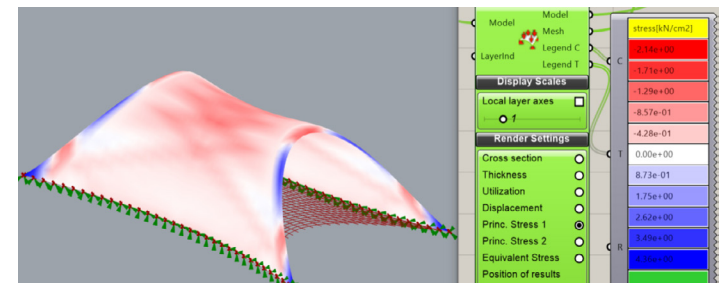 Model
Model
Mesh
Legend C
LayerInd
Legend T
Display Scales
Local layer axes
1
Render Settings
Cross section
Thickness
Utilization
Displacement
Princ. Stress 1
Princ. Stress 2
Equivalent Stress
Position of results
C
T
R
stress[kN/cm2]
-2.14e+00
-1.71e+00
-1.29e+00
-8.57e-01
-4.28e-01
0.00e+00
8.73e-01
1.75e+00
2.62e+00
3.49e+00